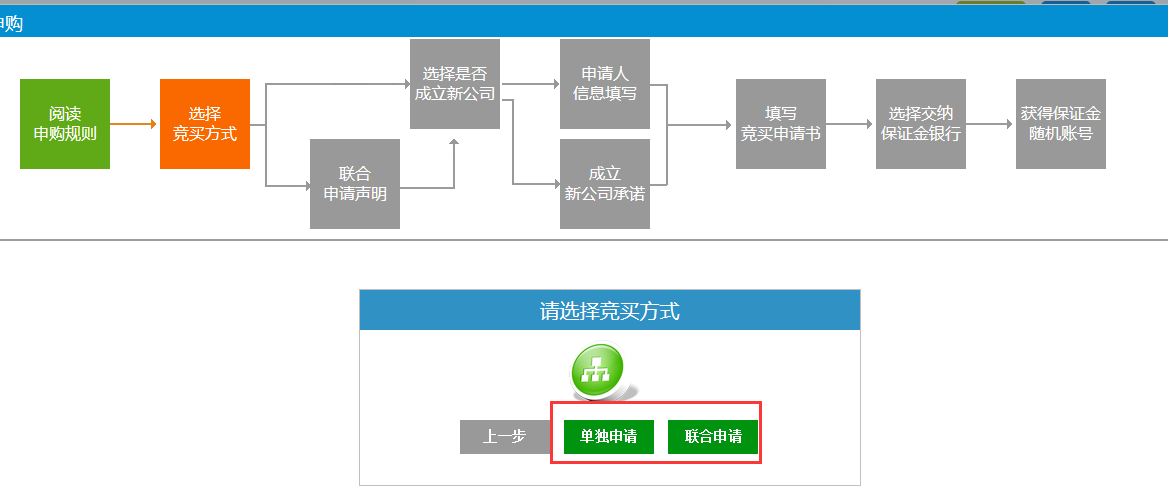 申购
阅读
申购规则
选择
竞买方式
联合
申请声明
选择是否
成立新公司
申请人
信息填写
成立
新公司承诺
填写
竞买申请书
选择交纳
保证金银行
获得保证金
随机账号
请选择竞买方式
上一步
单独申请
联合申请